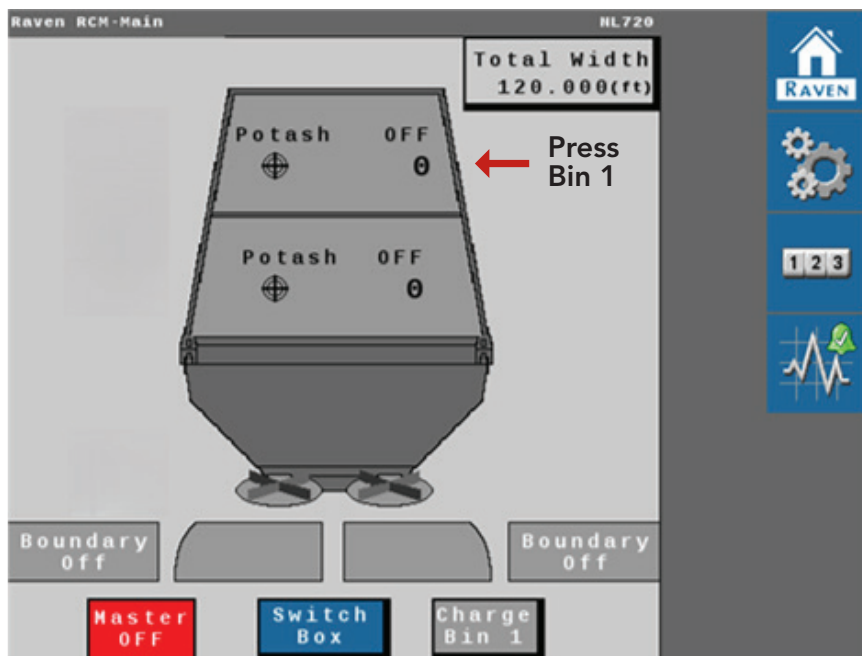 Raven RCM-Main NL720
Total Width
120.000(ft)
RAVEN
Potash OFF
0
Press
Bin 1
Potash OFF
0
1 2 3
Boundary
Off
Boundary
Off
Master
OFF
Switch
Box
Charge
Bin 1